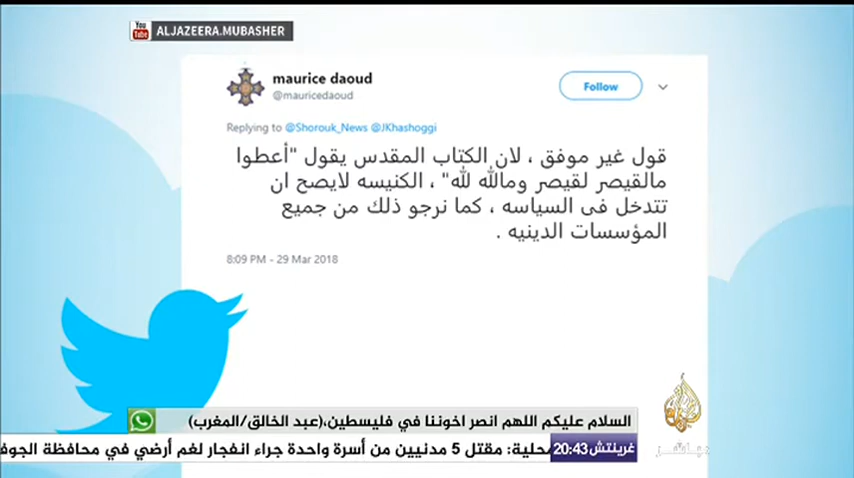 You Tube ALJAZEERA.MUBASHER
maurice daoud
@mauricedaoud
Follow
Replying to @Shorouk_News @JKhashoggi
قول غير موفق ، لان الكتاب المقدس يقول "أعطوا
مالقيصر لقيصر ومالله لله" ، الكنيسه لايصح ان
تتدخل فى السياسه ، كما نرجو ذلك من جميع
المؤسسات الدينيه .
8:09 PM - 29 Mar 2018
السلام عليكم اللهم انصر اخوننا في فليسطين،(عبد الخالق/المغرب)
غرينتش 20:43
محلية: مقتل 5 مدنيين من أسرة واحدة جراء انفجار لغم أرضي في محافظة الجوف
مباشر